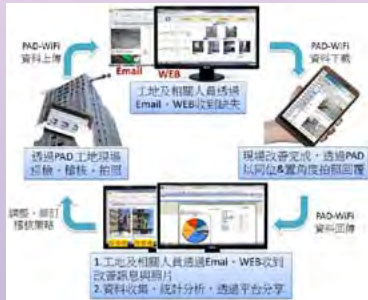 PAD-WiFi
資料上傳
Email
WEB
PAD-WiFi
資料下載
工地及相關人員透過
Email、WEB收到缺失
透過PAD 工地現場
巡檢、稽核、拍照
現場改善完成,透過PAD
以同位&置角度拍照回覆
調整、修訂
稽核策略
PAD-WiFi
資料回傳
1.工地及相關人員透過Email、WEB收到
改善訊息與照片
2.資料收集、統計分析,透過平台分享